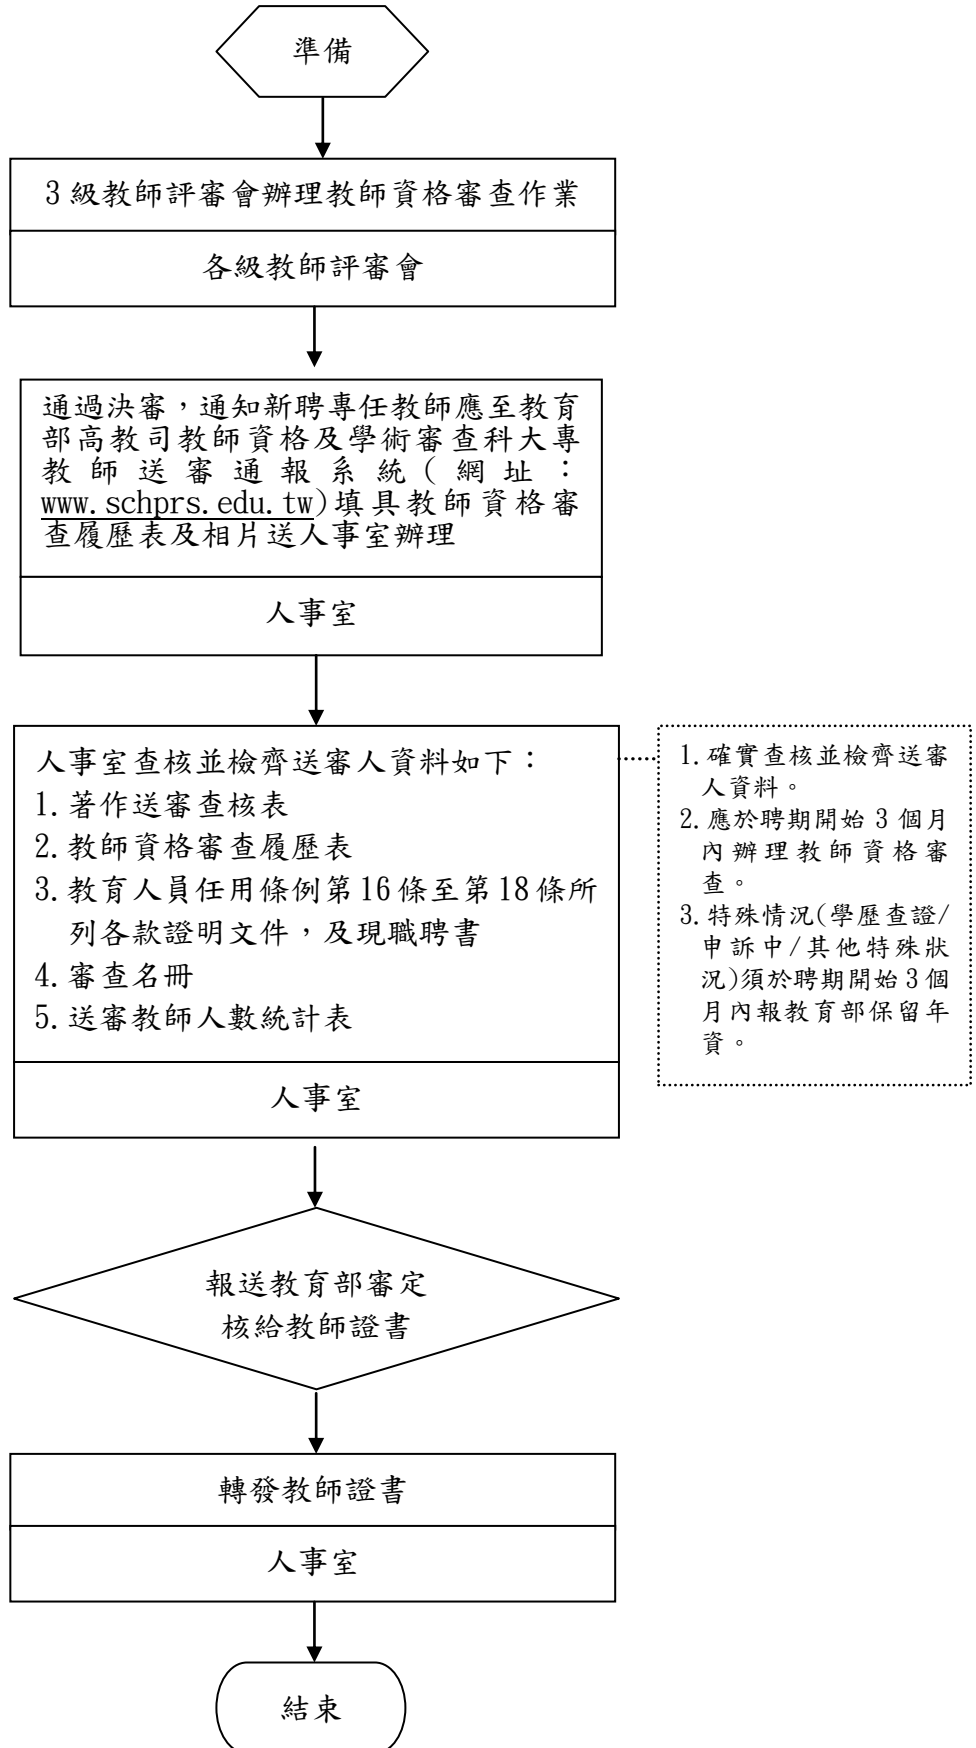 準備
3 級教師評審會辦理教師資格審查作業
各級教師評審會
通過決審，通知新聘專任教師應至教育
部高教司教師資格及學術審查科大專
教師送審通報系統(網址：
www.schprs.edu.tw)填具教師資格審
查履歷表及相片送人事室辦理
人事室
人事室查核並檢齊送審人資料如下：
1.著作送審查核表
2.教師資格審查履歷表
3.教育人員任用條例第16條至第18條所
列各款證明文件，及現職聘書
4.審查名冊
5.送審教師人數統計表
人事室
1.確實查核並檢齊送審
人資料。
2.應於聘期開始 3 個月
內辦理教師資格審
查。
3.特殊情況(學歷查證/
申訴中/其他特殊狀
況)須於聘期開始3個
月內報教育部保留年
資。
報送教育部審定
核給教師證書
轉發教師證書
人事室
結束